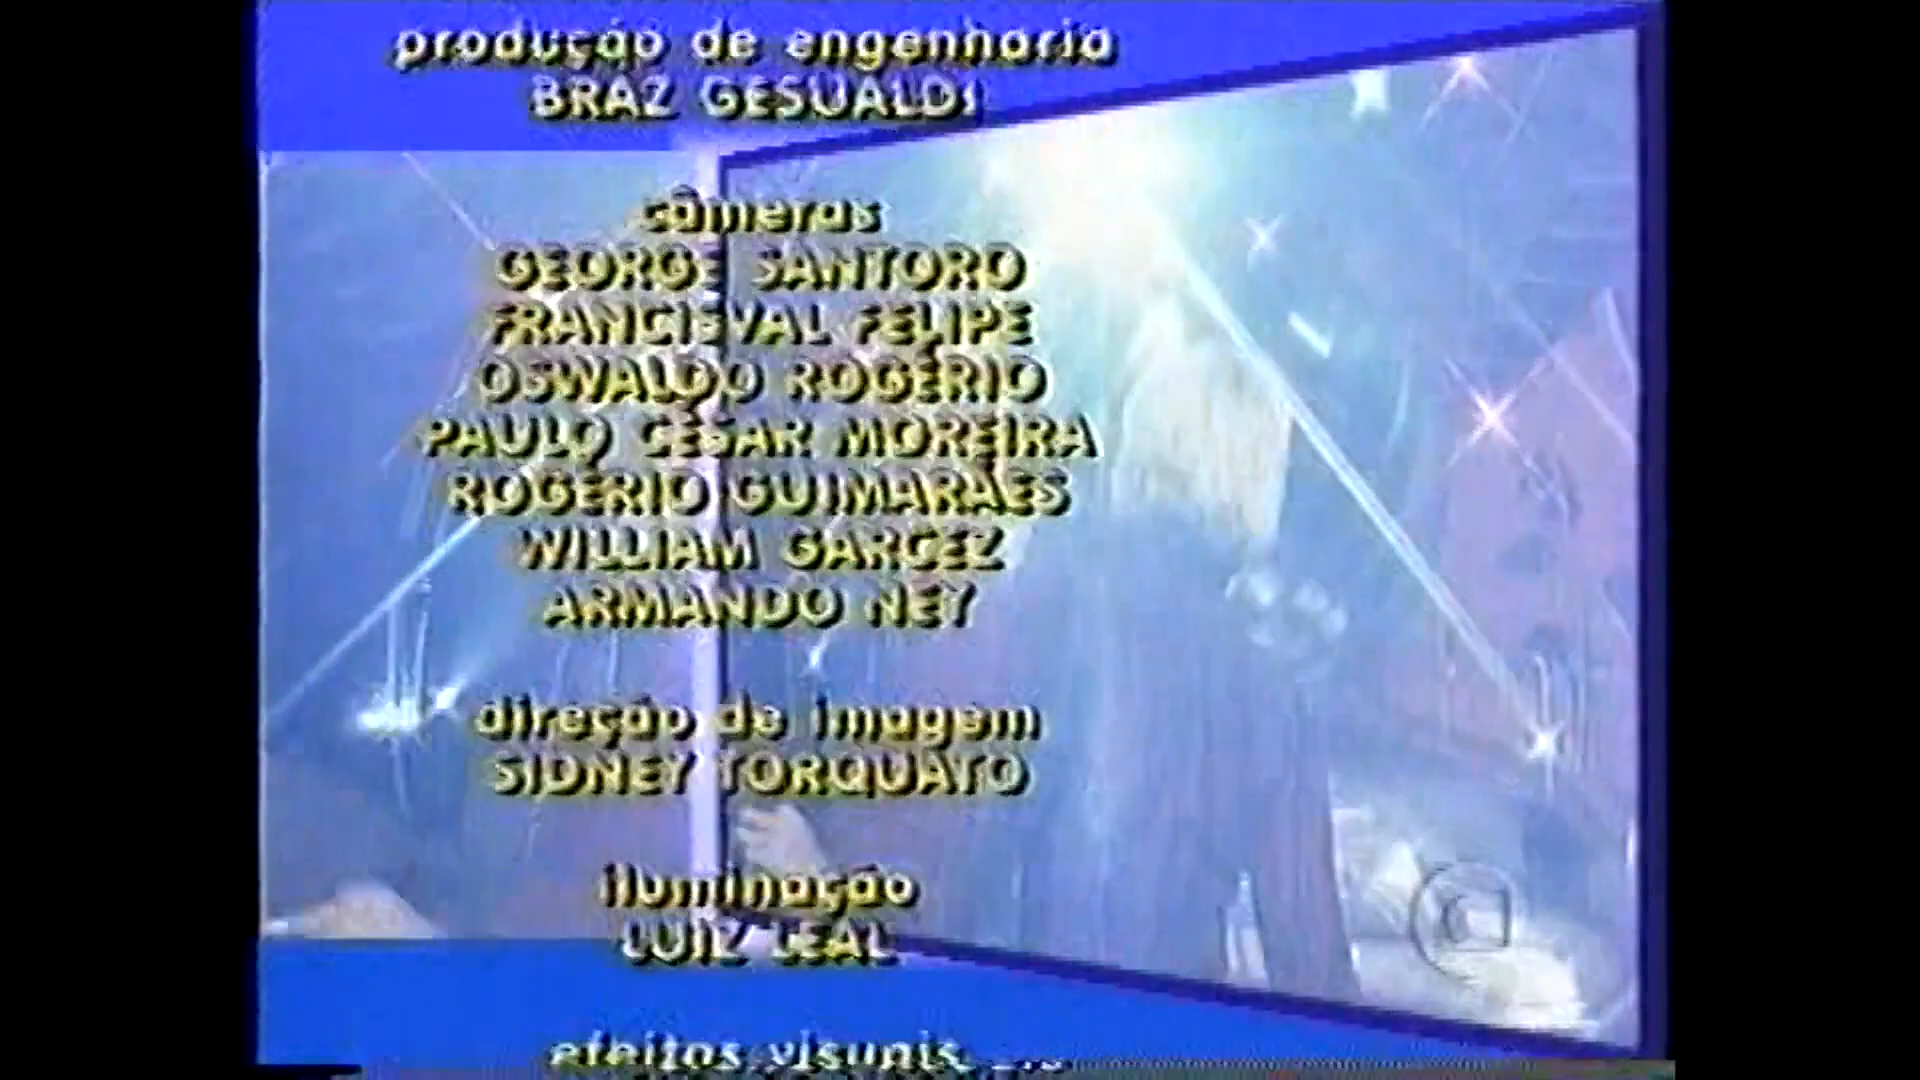 produção de engenharia
BRAZ GESUALDI
câmeras
GEORGE SANTORO
FRANCISVAL FELIPE
OSWALDO ROGÉRIO
PAULO CÉSAR MOREIRA
ROGÉRIO GUIMARÃES
WILLIAM GARCEZ
ARMANDO NEY
direção de imagem
SIDNEY TORQUATO
iluminação
LUIZ LEAL
efeitos visuais